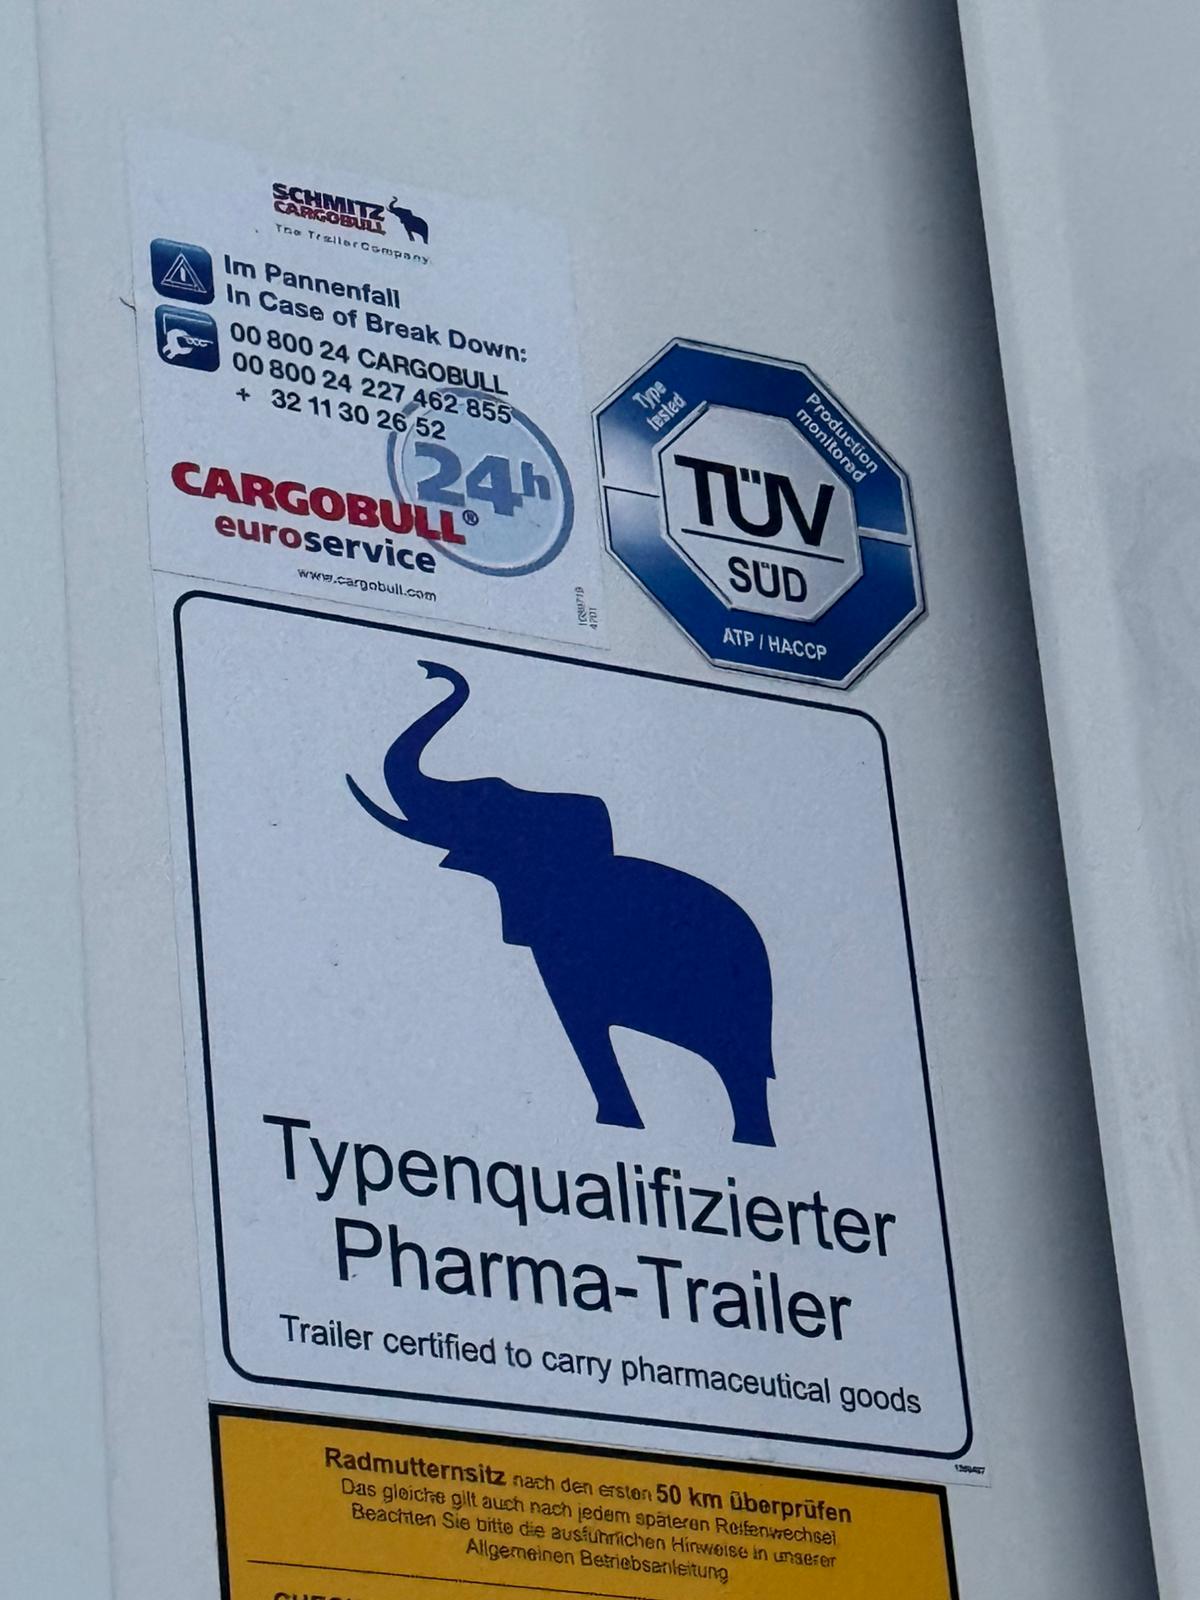 SCHMITZ
CARGOBULL
The Trailer Company.
Im Pannenfall
In Case of Break Down:
00 800 24 CARGOBULL
00 800 24 227 462 855
+ 32 11 30 26 52
24h
CARGOBULL®
euroservice
www.cargobull.com
Type
tested
Production
monitored
TÜV
SÜD
ATP / HACCP
Typenqualifizierter
Pharma-Trailer
Trailer certified to carry pharmaceutical goods
Radmutternsitz nach den ersten 50 km überprüfen
Das gleiche gilt auch nach jedem späteren Reifenwechsel
Beachten Sie bitte die ausführlichen Hinweise in unserer
Allgemeinen Betriebsanleitung